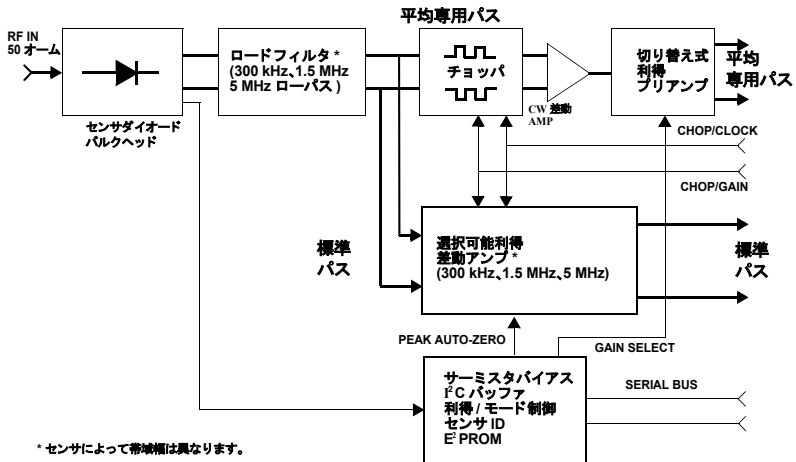 平均専用パス
RF IN
50 オーム
ロードフィルタ *
(300 kHz、1.5 MHz
5 MHz ローパス )
チョッパ
切り替え式
利得
プリアンプ
平均
専用パス
CW 差動
AMP
センサダイオード
バルクヘッド
CHOP/CLOCK
CHOP/GAIN
標準
パス
選択可能利得
差動アンプ *
(300 kHz、1.5 MHz、5 MHz)
標準
パス
PEAK AUTO-ZERO
GAIN SELECT
サーミスタバイアス
I² C バッファ
利得 / モード制御
センサ ID
E² PROM
SERIAL BUS
* センサによって帯域幅は異なります。